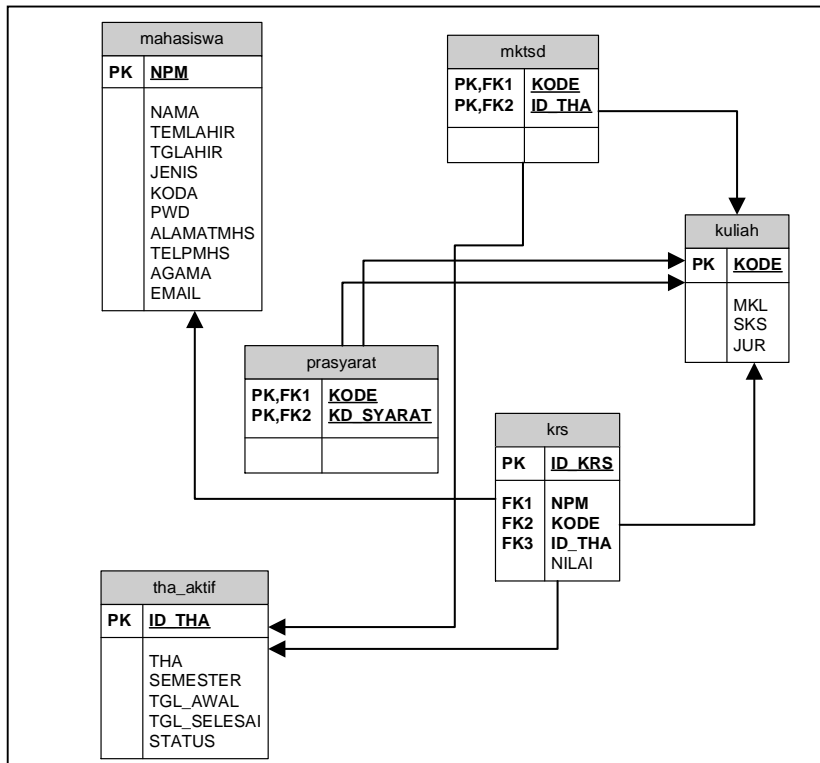 mahasiswa
PK NPM
NAMA
TEMLAHIR
TGLAHIR
JENIS
KODA
PWD
ALAMATMHS
TELPMHS
AGAMA
EMAIL
mktsd
PK,FK1 KODE
PK,FK2 ID_THA
kuliah
PK KODE
MKL
SKS
JUR
prasyarat
PK,FK1 KODE
PK,FK2 KD_SYARAT
krs
PK ID_KRS
FK1 NPM
FK2 KODE
FK3 ID_THA
NILAI
tha_aktif
PK ID_THA
THA
SEMESTER
TGL_AWAL
TGL_SELESAI
STATUS